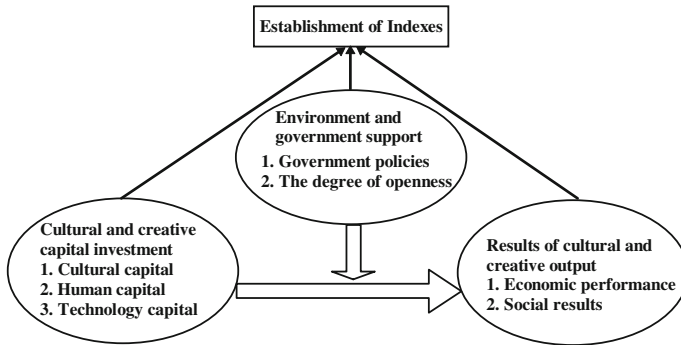 Establishment of Indexes
Environment and
government support
1. Government policies
2. The degree of openness
Cultural and creative
capital investment
1. Cultural capital
2. Human capital
3. Technology capital
Results of cultural and
creative output
1. Economic performance
2. Social results